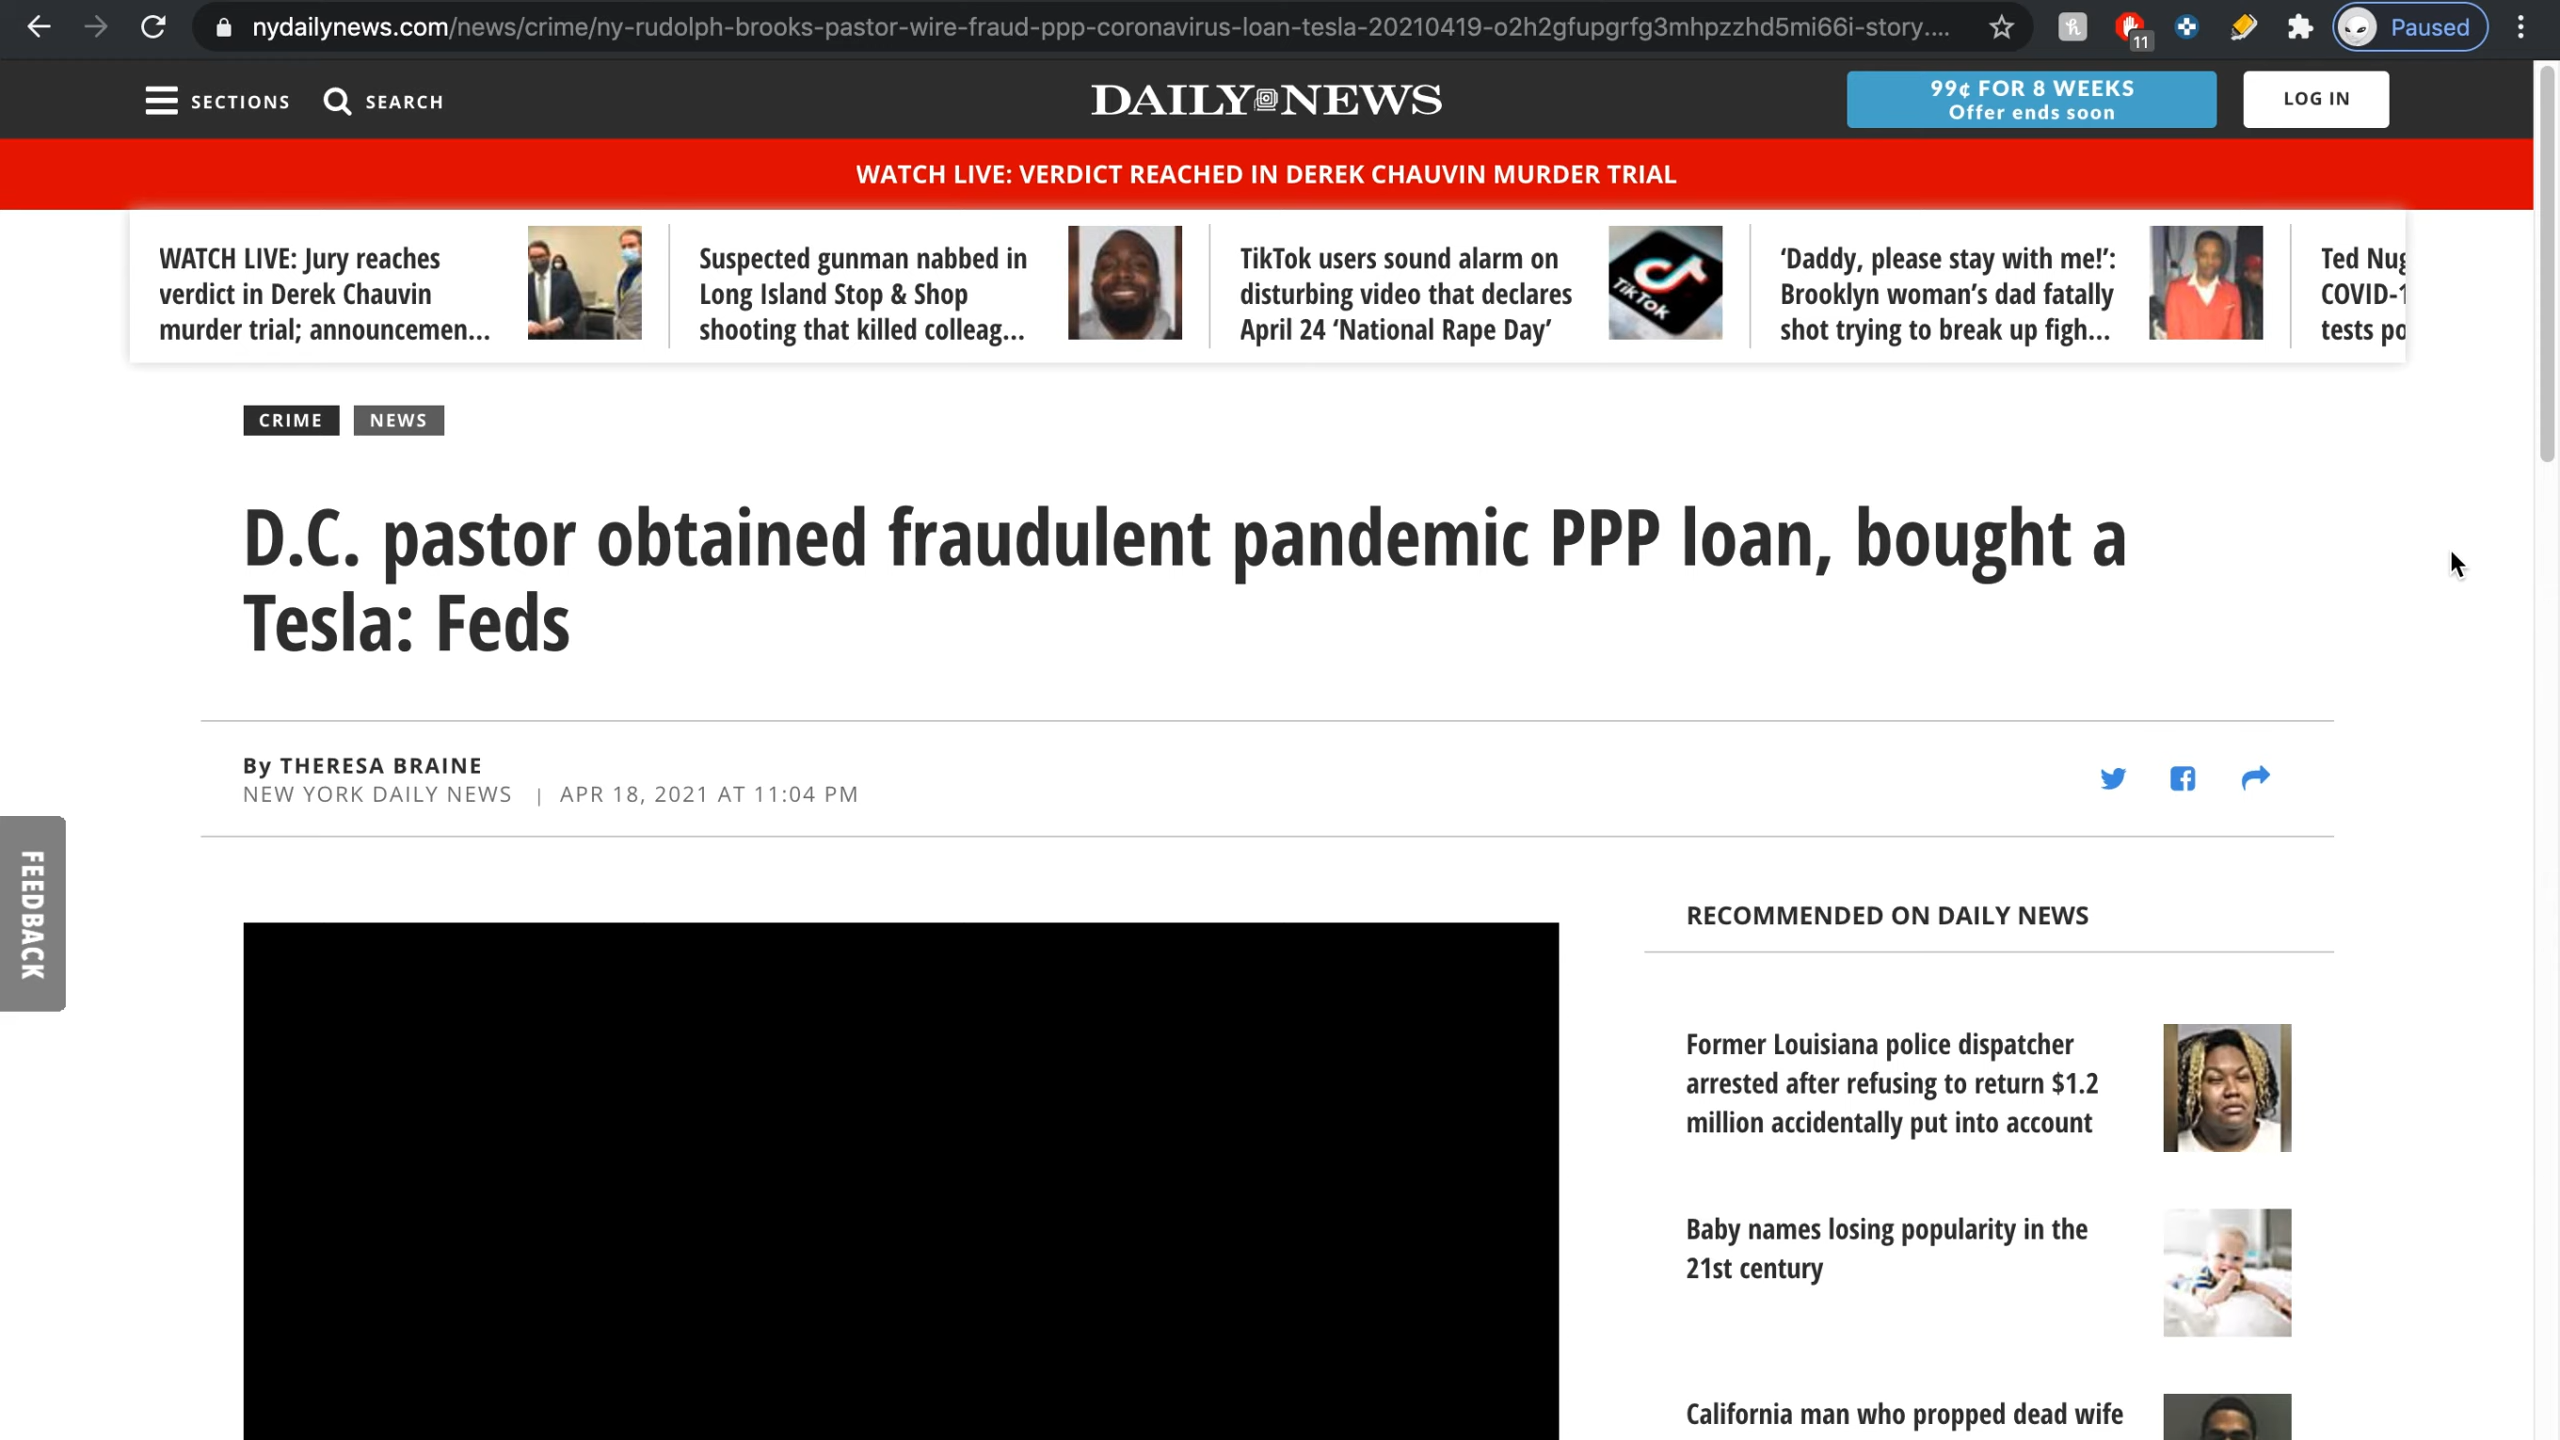 nydailynews.com/news/crime/ny-rudolph-brooks-pastor-wire-fraud-ppp-coronavirus-loan-tesla-20210419-o2h2gfupgrfg3mhpzzhd5mi66i-story....
11
Paused
SECTIONS
SEARCH
DAILY NEWS
99¢ FOR 8 WEEKS
Offer ends soon
LOG IN
WATCH LIVE: VERDICT REACHED IN DEREK CHAUVIN MURDER TRIAL
WATCH LIVE: Jury reaches
verdict in Derek Chauvin
murder trial; announcemen...
Suspected gunman nabbed in
Long Island Stop & Shop
shooting that killed colleag...
TikTok users sound alarm on
disturbing video that declares
April 24 ‘National Rape Day’
TikTok
‘Daddy, please stay with me!’:
Brooklyn woman’s dad fatally
shot trying to break up figh...
Ted Nug
COVID-1
tests po
CRIME
NEWS
D.C. pastor obtained fraudulent pandemic PPP loan, bought a
Tesla: Feds
By THERESA BRAINE
NEW YORK DAILY NEWS | APR 18, 2021 AT 11:04 PM
FEEDBACK
RECOMMENDED ON DAILY NEWS
Former Louisiana police dispatcher
arrested after refusing to return $1.2
million accidentally put into account
Baby names losing popularity in the
21st century
California man who propped dead wife